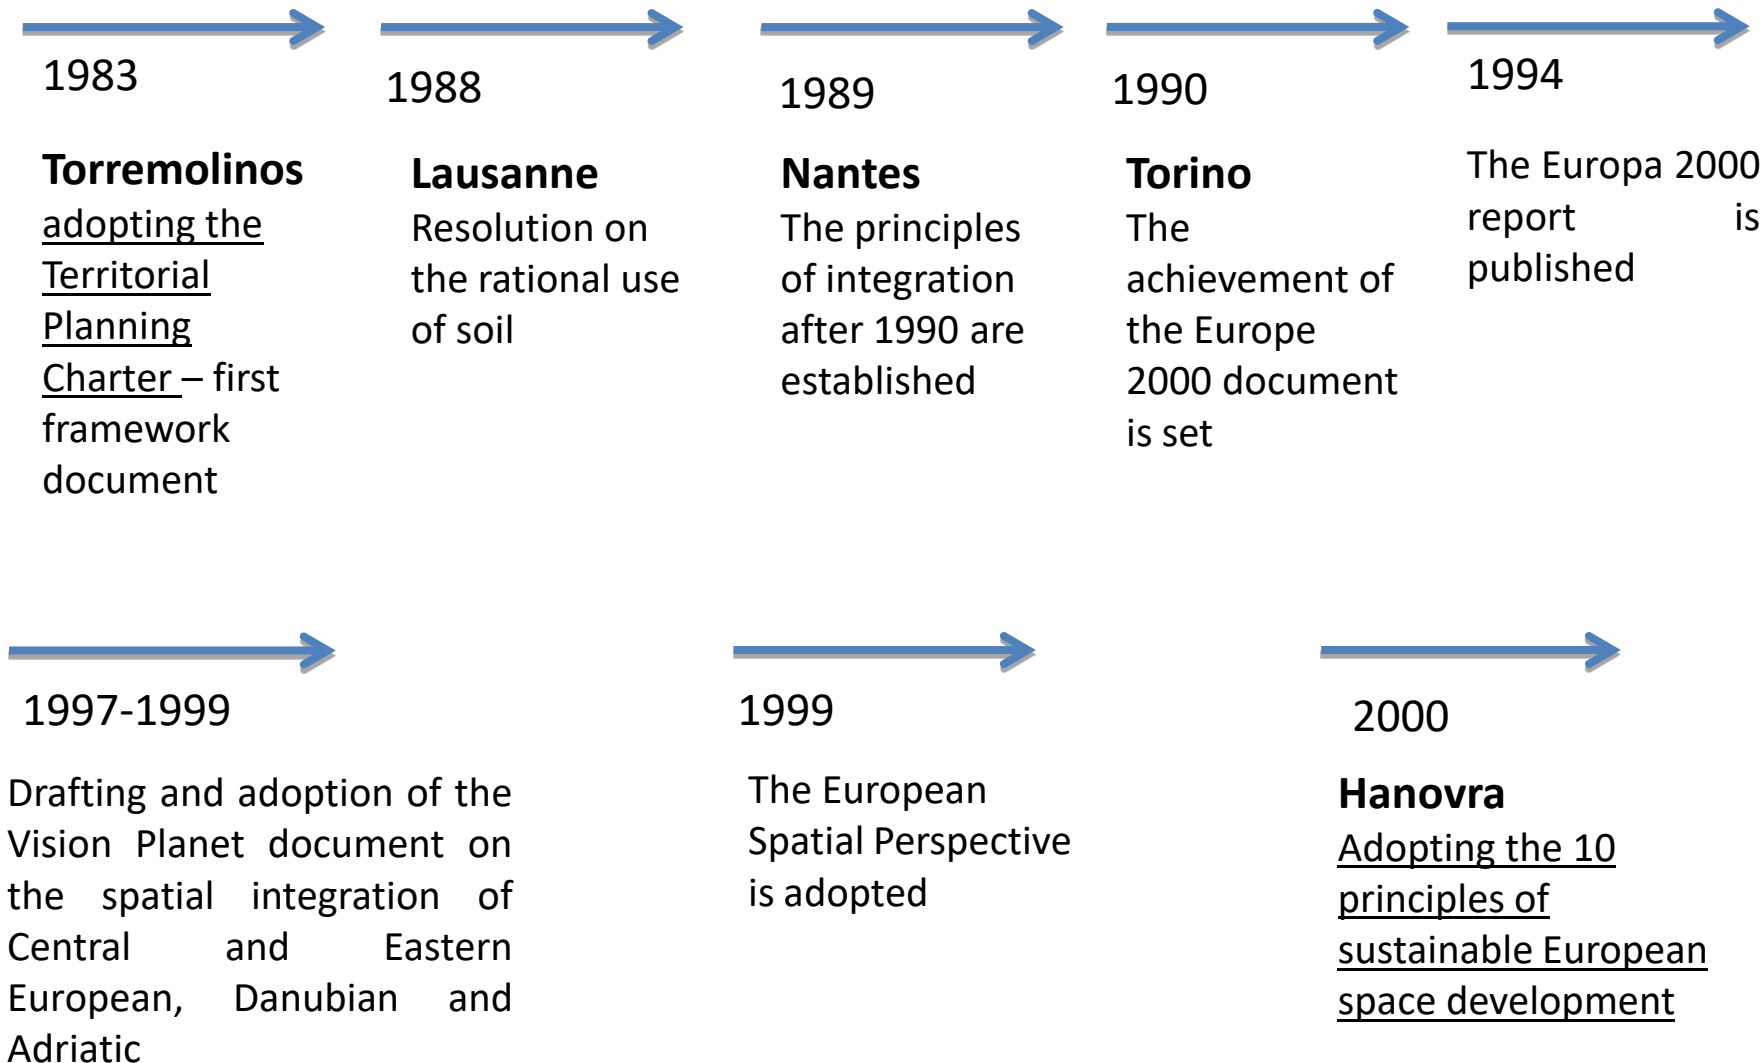 1983
Torremolinos
adopting the
Territorial
Planning
Charter – first
framework
document
1988
Lausanne
Resolution on
the rational use
of soil
1989
Nantes
The principles
of integration
after 1990 are
established
1990
Torino
The
achievement of
the Europe
2000 document
is set
1994
The Europa 2000
report is
published
1997-1999
Drafting and adoption of the
Vision Planet document on
the spatial integration of
Central and Eastern
European, Danubian and
Adriatic
1999
The European
Spatial Perspective
is adopted
2000
Hanovra
Adopting the 10
principles of
sustainable European
space development